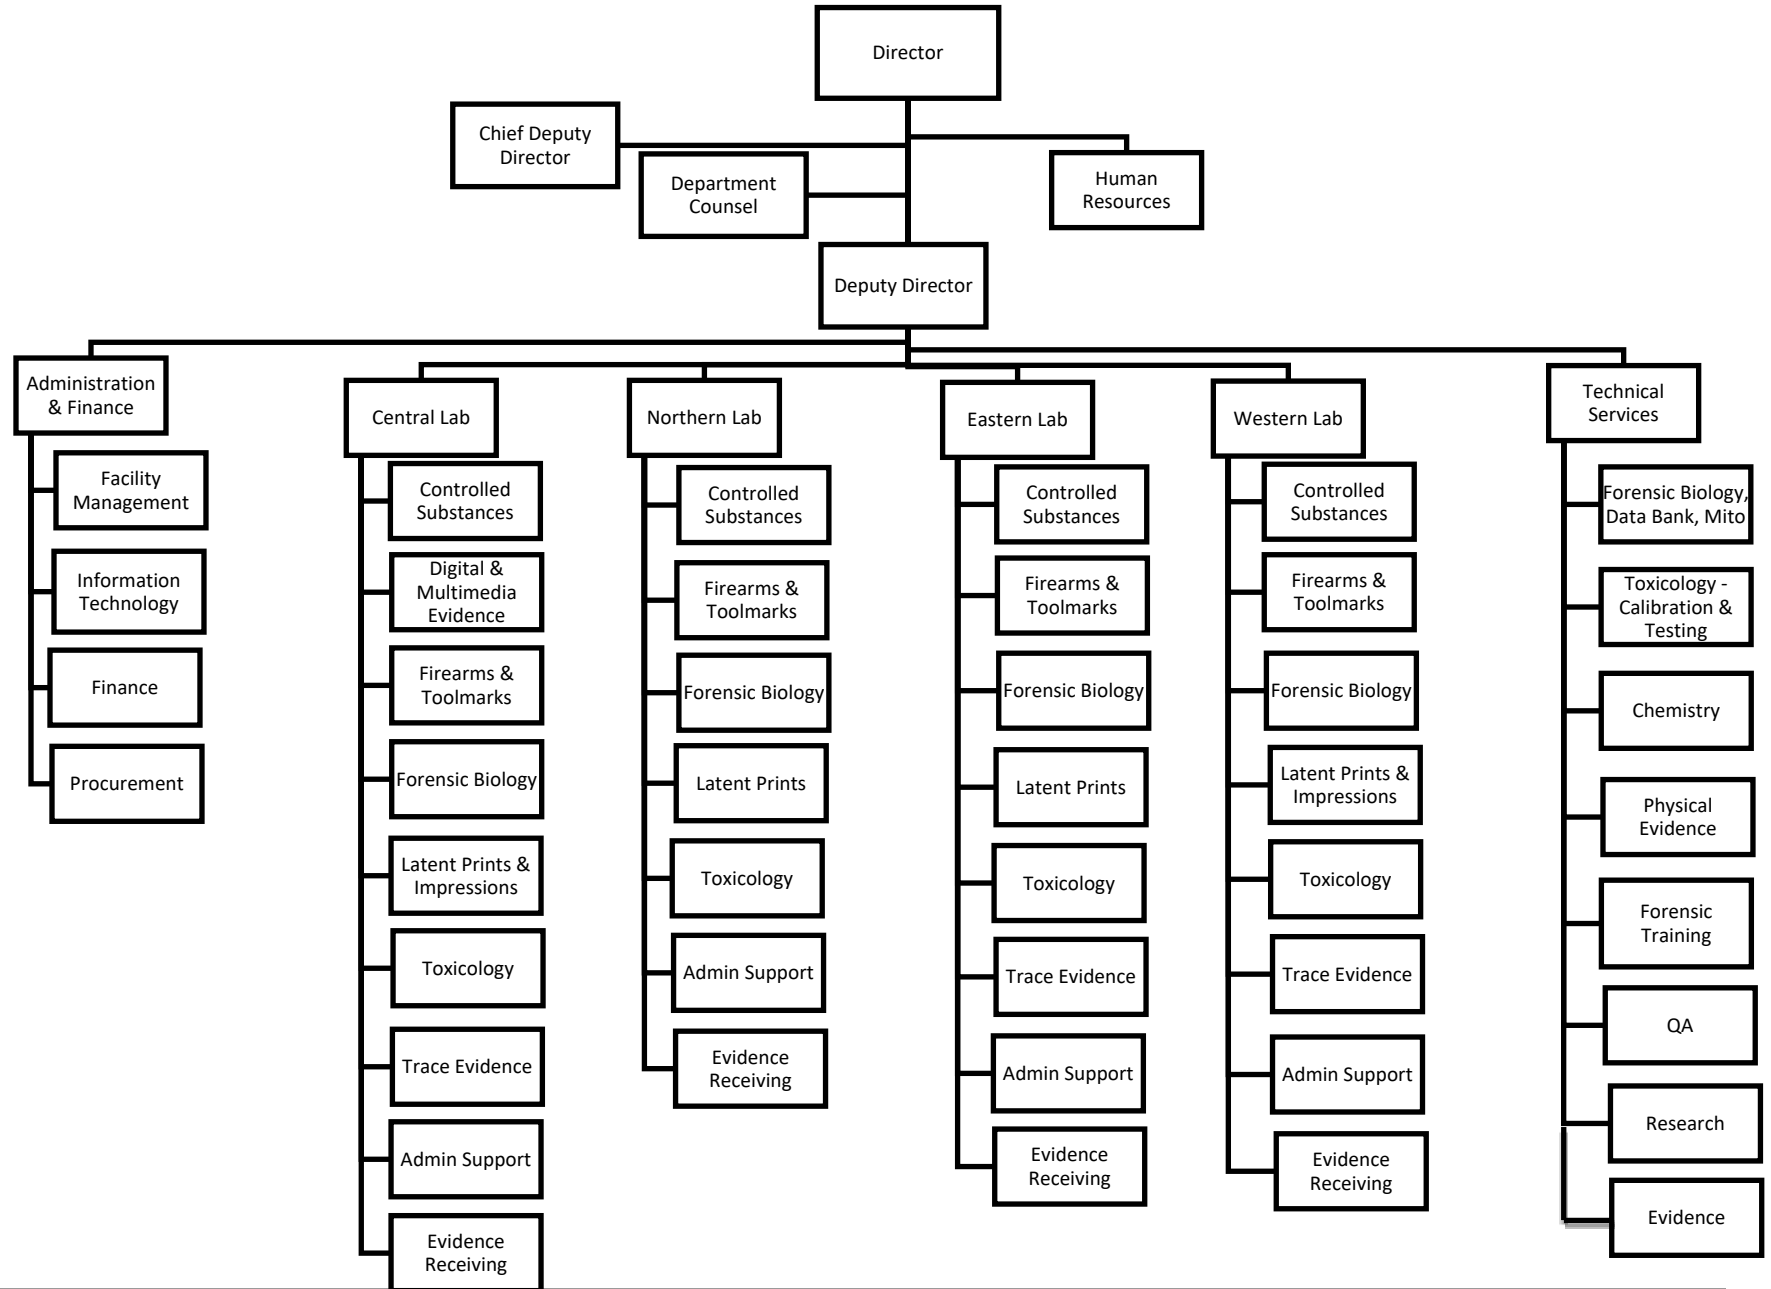 Director
Chief Deputy
Director
Department
Counsel
Human
Resources
Deputy Director
Administration
& Finance
Facility
Management
Information
Technology
Finance
Procurement
Central Lab
Controlled
Substances
Digital &
Multimedia
Evidence
Firearms &
Toolmarks
Forensic Biology
Latent Prints &
Impressions
Toxicology
Trace Evidence
Admin Support
Evidence
Receiving
Northern Lab
Controlled
Substances
Firearms &
Toolmarks
Forensic Biology
Latent Prints
Toxicology
Admin Support
Evidence
Receiving
Eastern Lab
Controlled
Substances
Firearms &
Toolmarks
Forensic Biology
Latent Prints
Toxicology
Trace Evidence
Admin Support
Evidence
Receiving
Western Lab
Controlled
Substances
Firearms &
Toolmarks
Forensic Biology
Latent Prints &
Impressions
Toxicology
Trace Evidence
Admin Support
Evidence
Receiving
Technical
Services
Forensic Biology,
Data Bank, Mito
Toxicology -
Calibration &
Testing
Chemistry
Physical
Evidence
Forensic
Training
QA
Research
Evidence